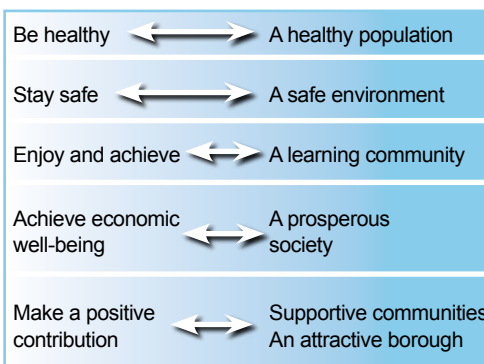 Be healthy A healthy population
Stay safe A safe environment
Enjoy and achieve A learning community
Achieve economic A prosperous
well-being society
Make a positive Supportive communities
contribution An attractive borough